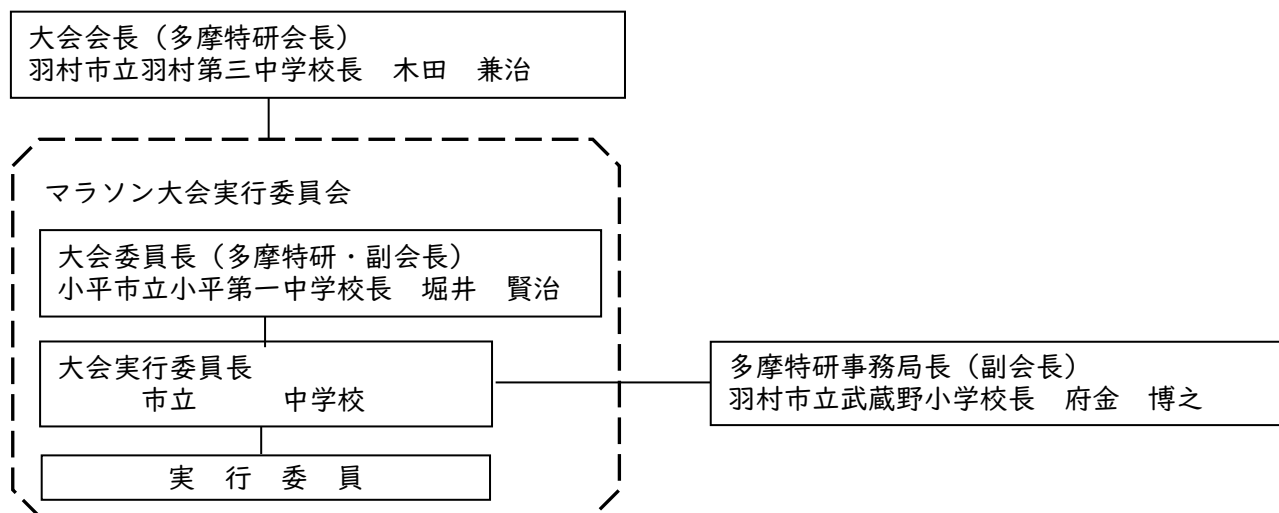 大会会長（多摩特研会長）
羽村市立羽村第三中学校長　木田　兼治
マラソン大会実行委員会
大会委員長（多摩特研・副会長）
小平市立小平第一中学校長　堀井　賢治
大会実行委員長
　　　市立　　　中学校
多摩特研事務局長（副会長）
羽村市立武蔵野小学校長　府金　博之
実　行　委　員